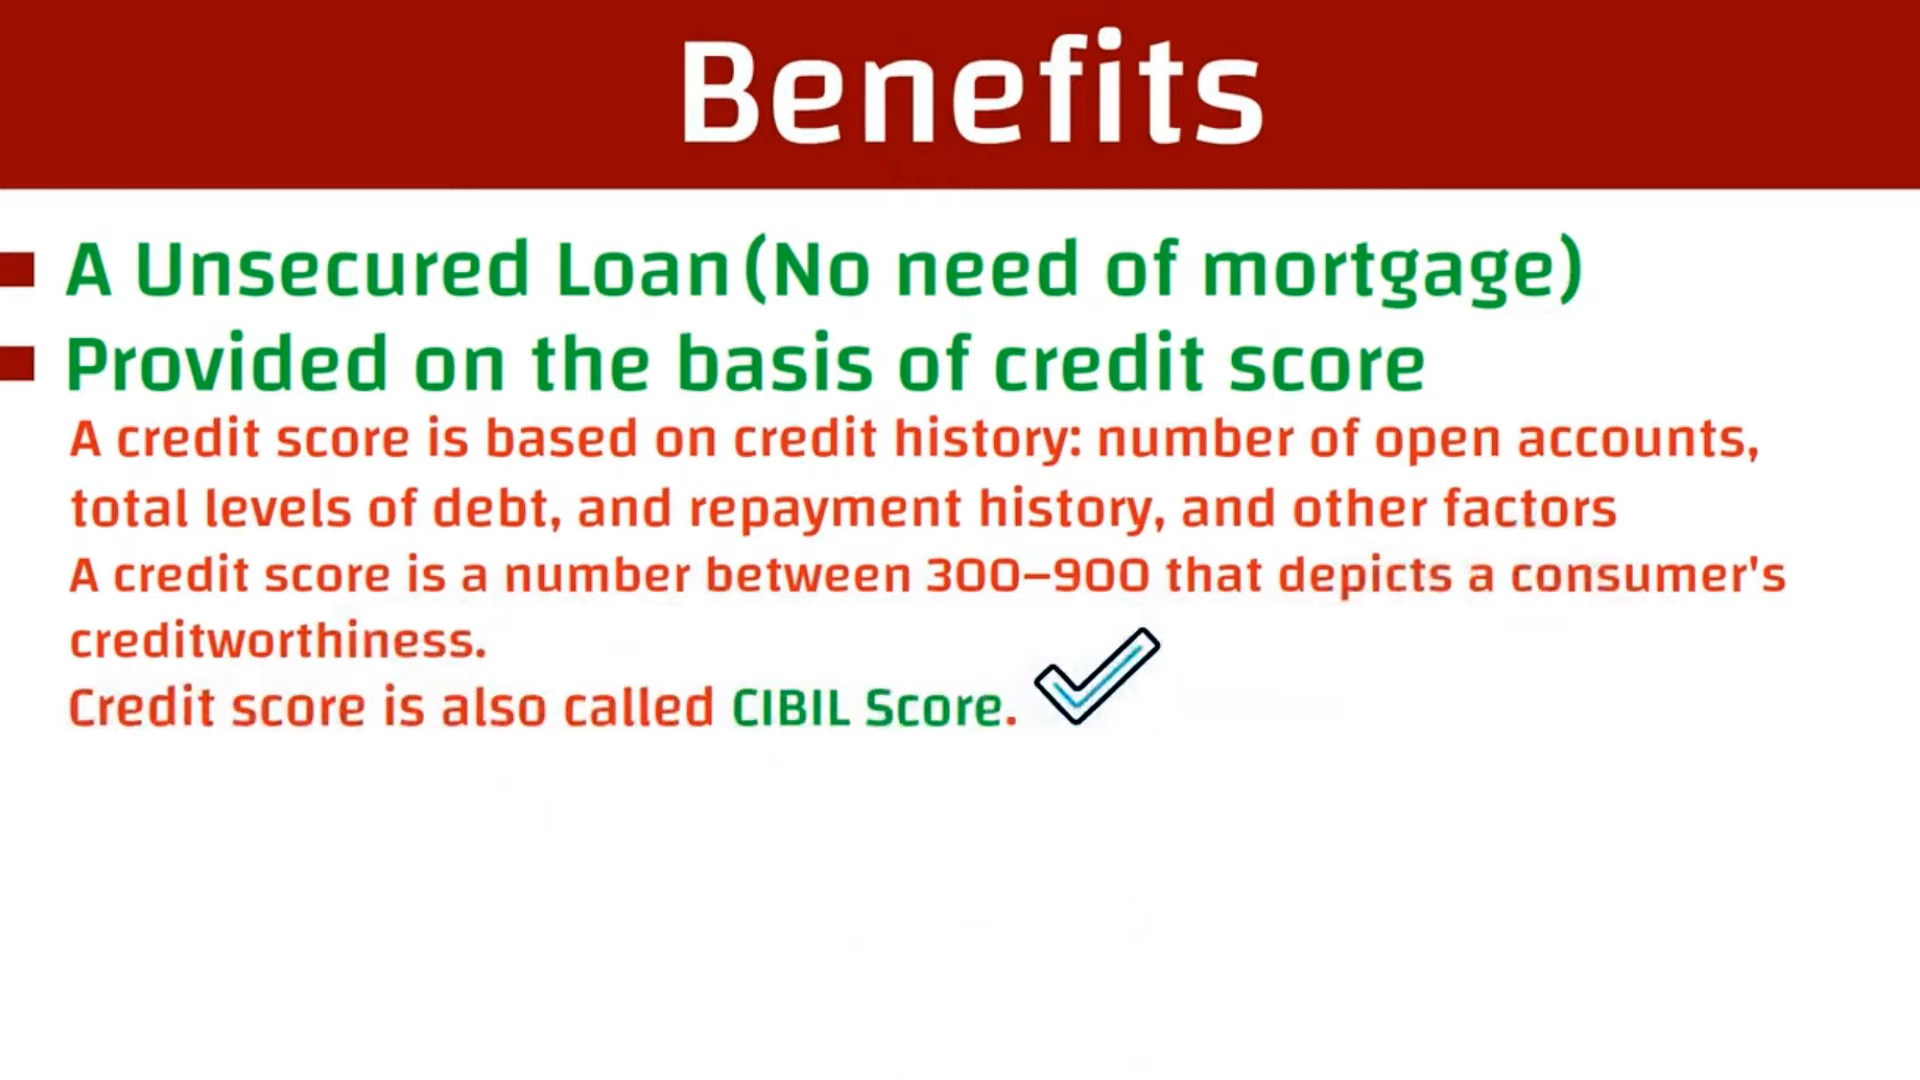 Benefits
A Unsecured Loan(No need of mortgage)
Provided on the basis of credit score
A credit score is based on credit history: number of open accounts,
total levels of debt, and repayment history, and other factors
A credit score is a number between 300–900 that depicts a consumer's
creditworthiness.
Credit score is also called CIBIL Score.